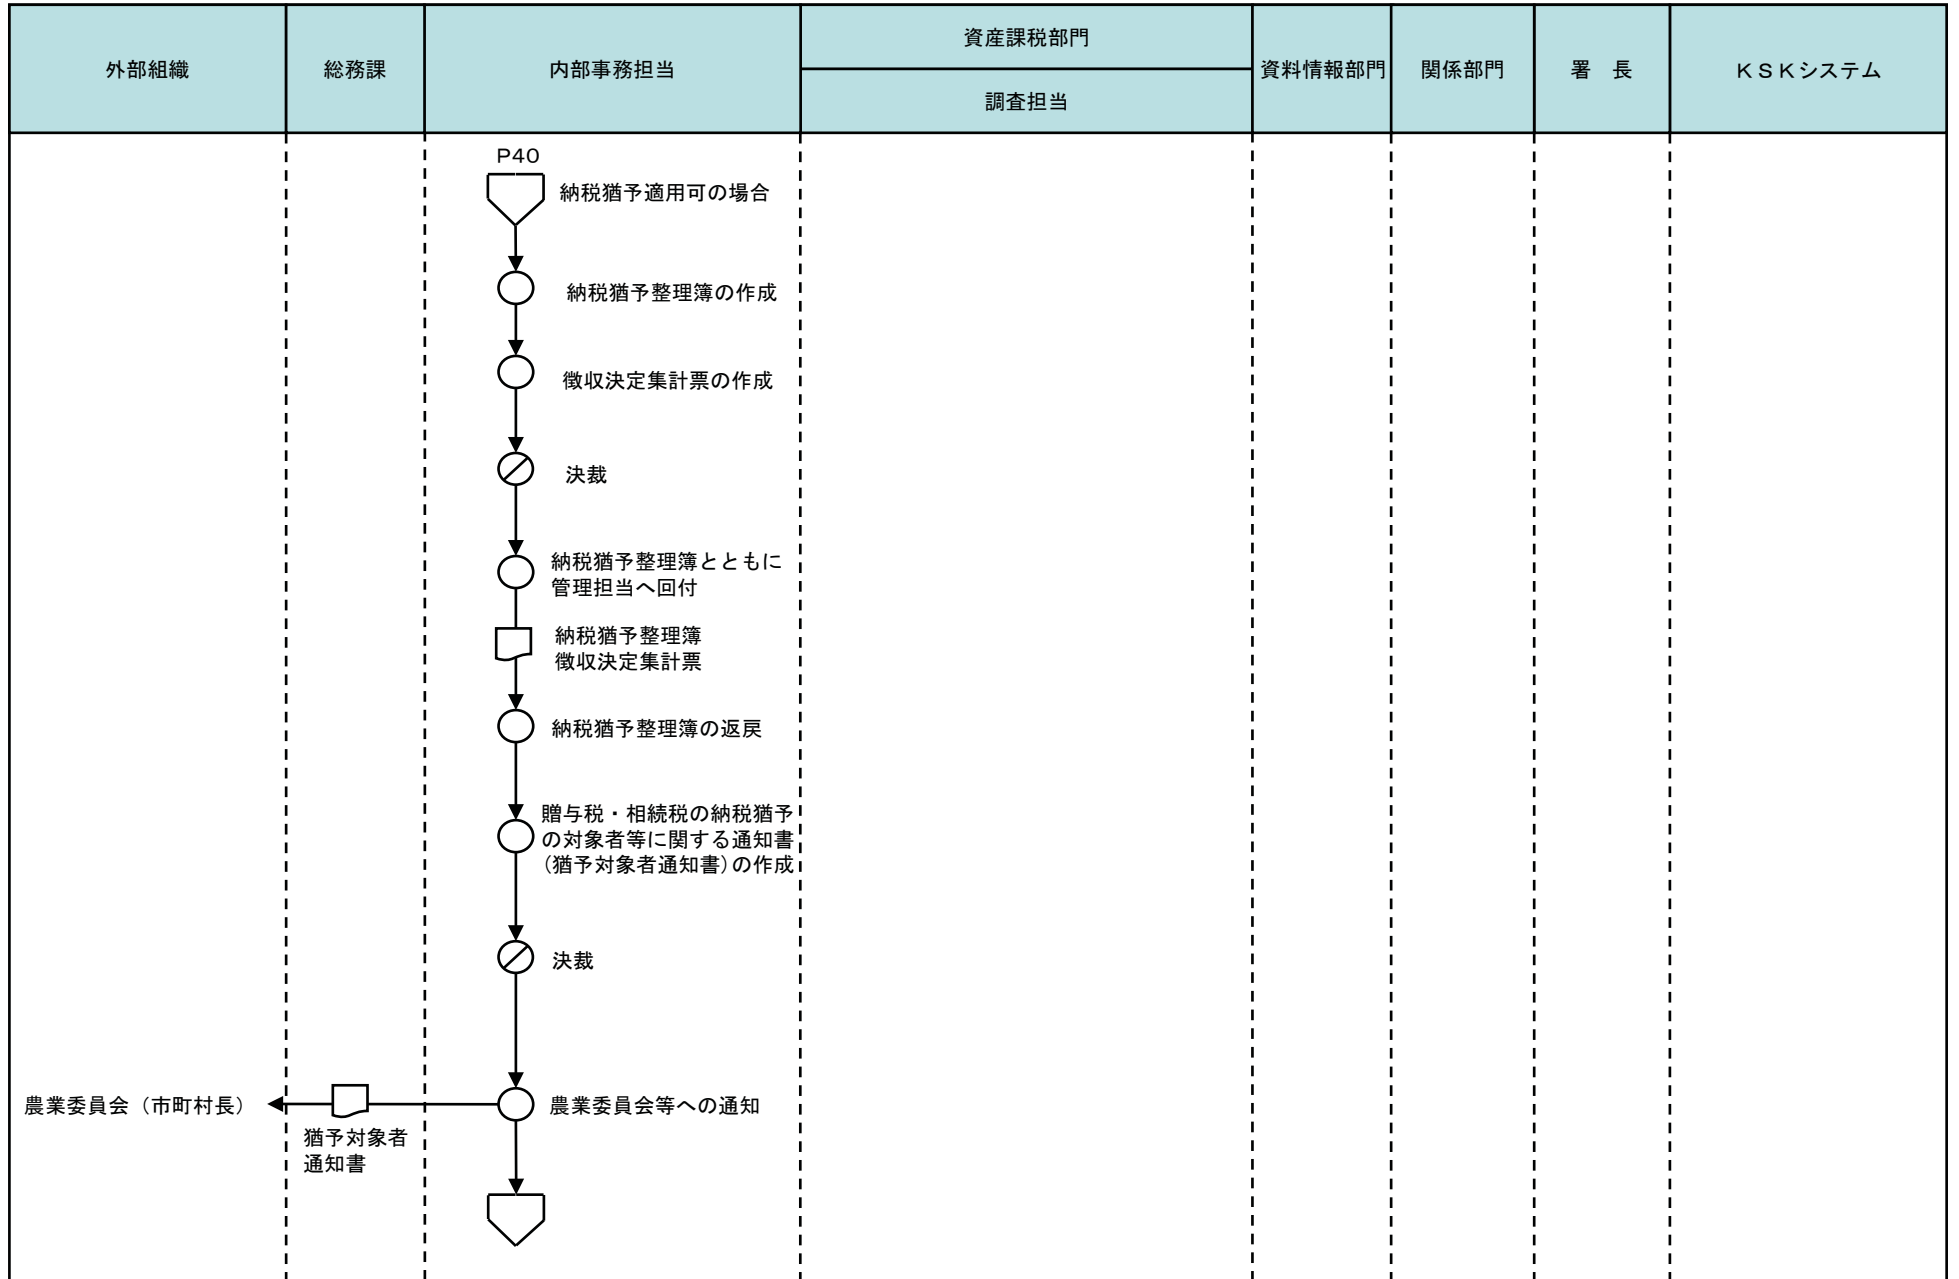 外部組織
総務課
内部事務担当
資産課税部門
調査担当
資料情報部門
関係部門
署　長
ＫＳＫシステム
P40
納税猶予適用可の場合
納税猶予整理簿の作成
徴収決定集計票の作成
決裁
納税猶予整理簿とともに
管理担当へ回付
納税猶予整理簿
徴収決定集計票
納税猶予整理簿の返戻
贈与税・相続税の納税猶予
の対象者等に関する通知書
(猶予対象者通知書)の作成
決裁
農業委員会（市町村長）
農業委員会等への通知
猶予対象者
通知書